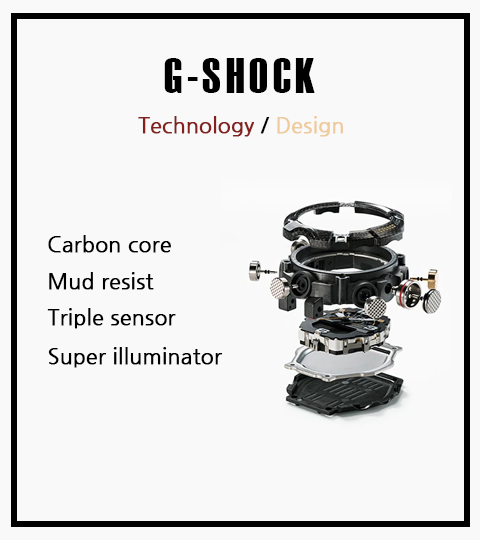 G-SHOCK
Technology / Design
Carbon core
Mud resist
Triple sensor
Super illuminator